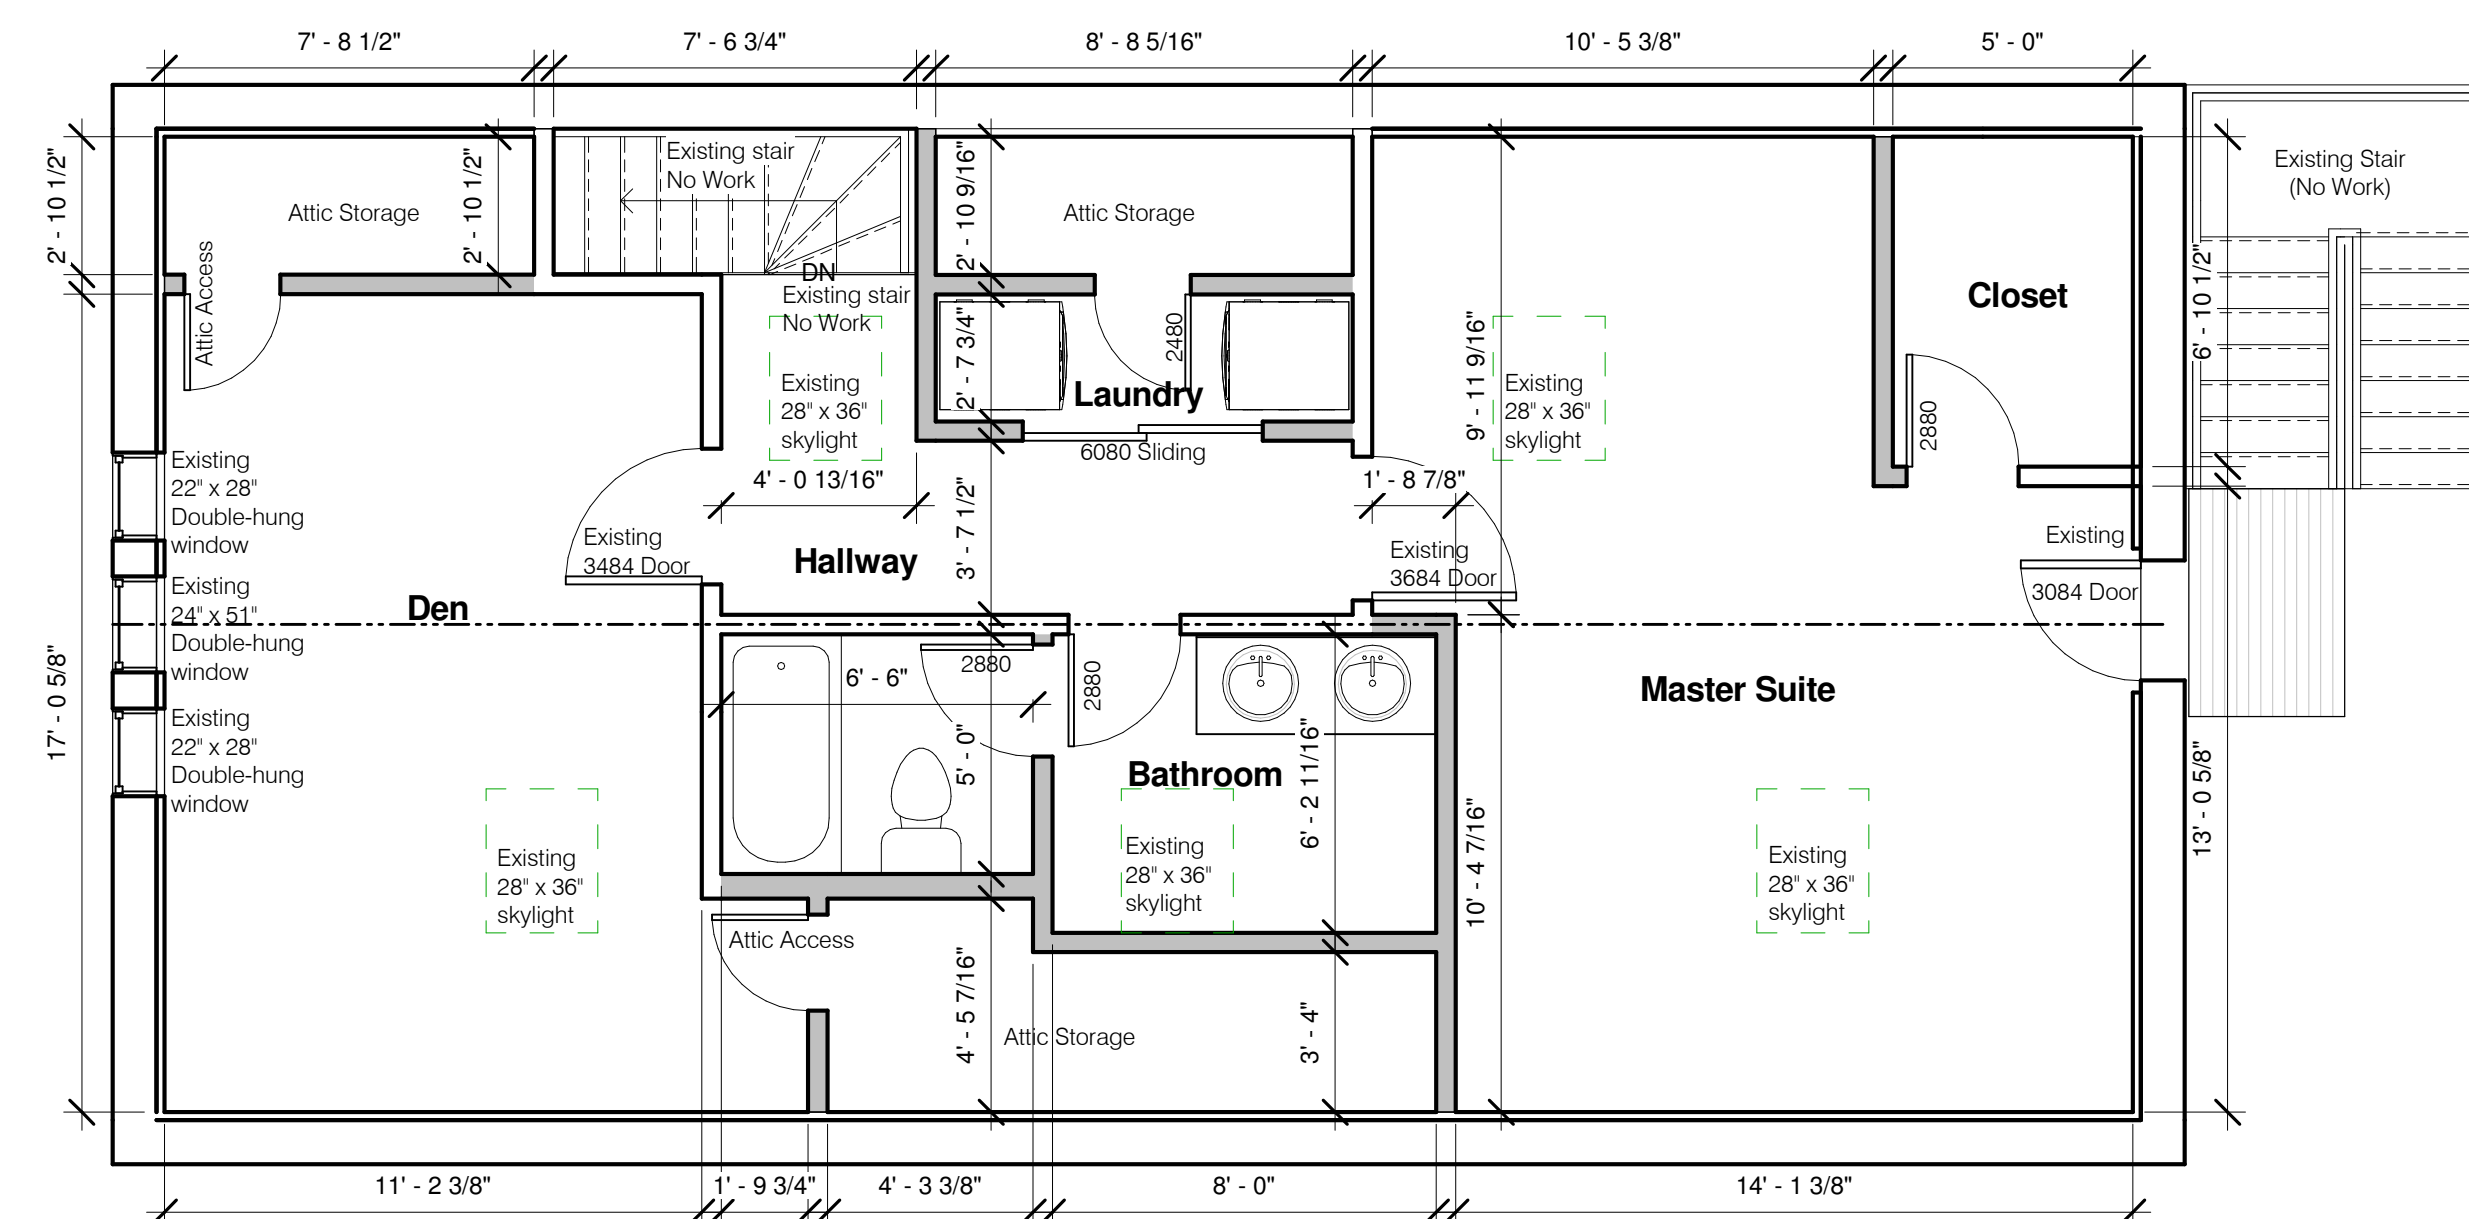 7' - 8 1/2"
7' - 6 3/4"
8' - 8 5/16"
10' - 5 3/8"
5' - 0"
2' - 10 1/2"
Attic Storage
2' - 10 1/2"
Attic Access
Existing stair
No Work
DN
Existing stair
No Work
2' - 10 9/16"
Attic Storage
Existing Stair
(No Work)
6' - 10 1/2"
Closet
2880
2' - 7 3/4"
2480
Laundry
6080 Sliding
Existing
28" x 36"
skylight
9' - 11 9/16"
Existing
28" x 36"
skylight
4' - 0 13/16"
1' - 8 7/8"
Existing
22" x 28"
Double-hung
window
Existing
3484 Door
Hallway
3' - 7 1/2"
Existing
3684 Door
Existing
3084 Door
Existing
24" x 51"
Double-hung
window
Den
17' - 0 5/8"
Existing
22" x 28"
Double-hung
window
6' - 6"
2880
2880
5' - 0"
Bathroom
6' - 2 11/16"
Master Suite
13' - 0 5/8"
Existing
28" x 36"
skylight
Existing
28" x 36"
skylight
10' - 4 7/16"
Existing
28" x 36"
skylight
Attic Access
4' - 5 7/16"
Attic Storage
3' - 4"
11' - 2 3/8"
1' - 9 3/4"
4' - 3 3/8"
8' - 0"
14' - 1 3/8"